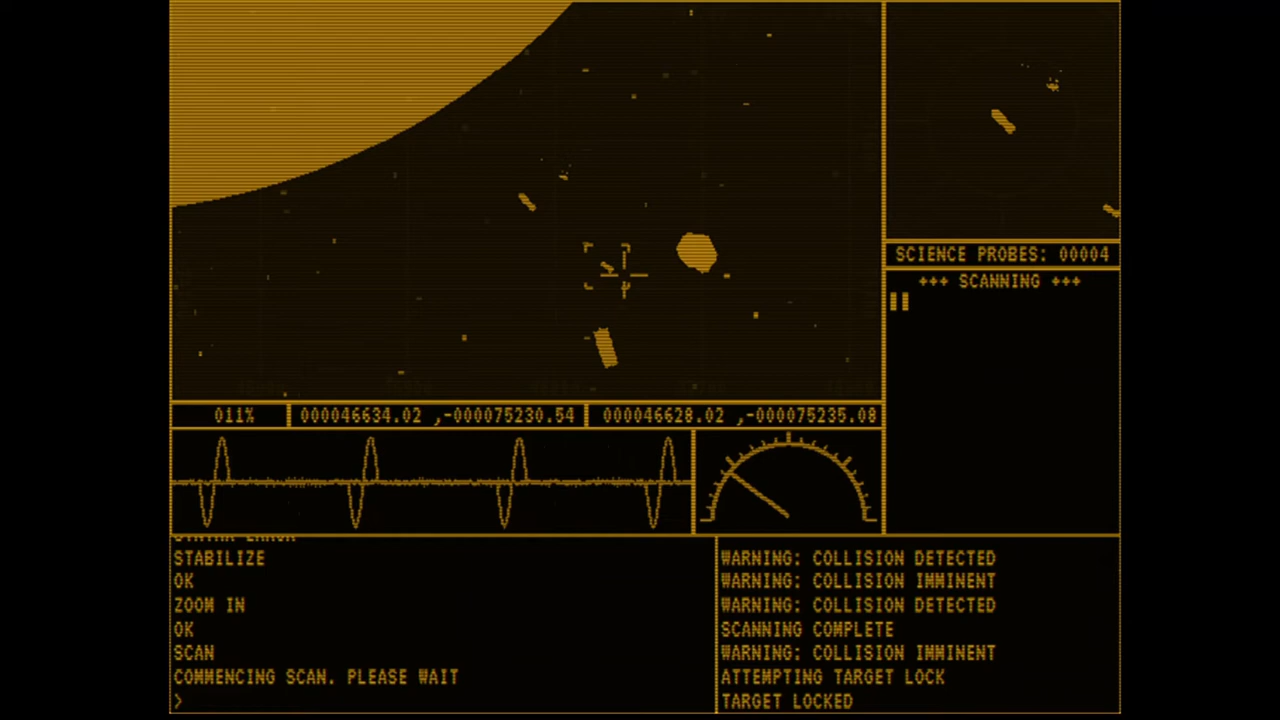 SCIENCE PROBES: 00004
+++ SCANNING +++
011%
000046634.02 ,-000075230.54
000046628.02 ,-000075235.08
STABILIZE
OK
ZOOM IN
OK
SCAN
COMMENCING SCAN. PLEASE WAIT
>
WARNING: COLLISION DETECTED
WARNING: COLLISION IMMINENT
WARNING: COLLISION DETECTED
SCANNING COMPLETE
WARNING: COLLISION IMMINENT
ATTEMPTING TARGET LOCK
TARGET LOCKED